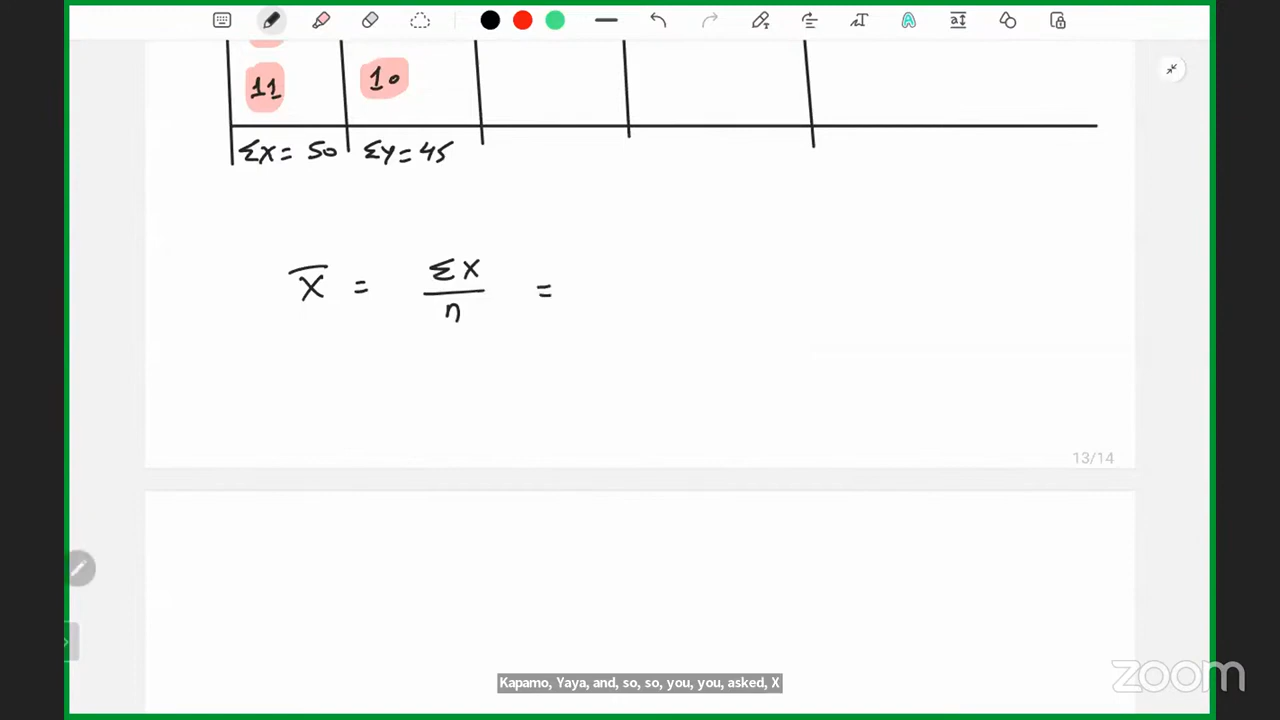 11 10
ΣX = 50 ΣY = 45
X̄ = ΣX/n =
13/14
Kapamo, Yaya, and, so, so, you, you, asked, X
zoom